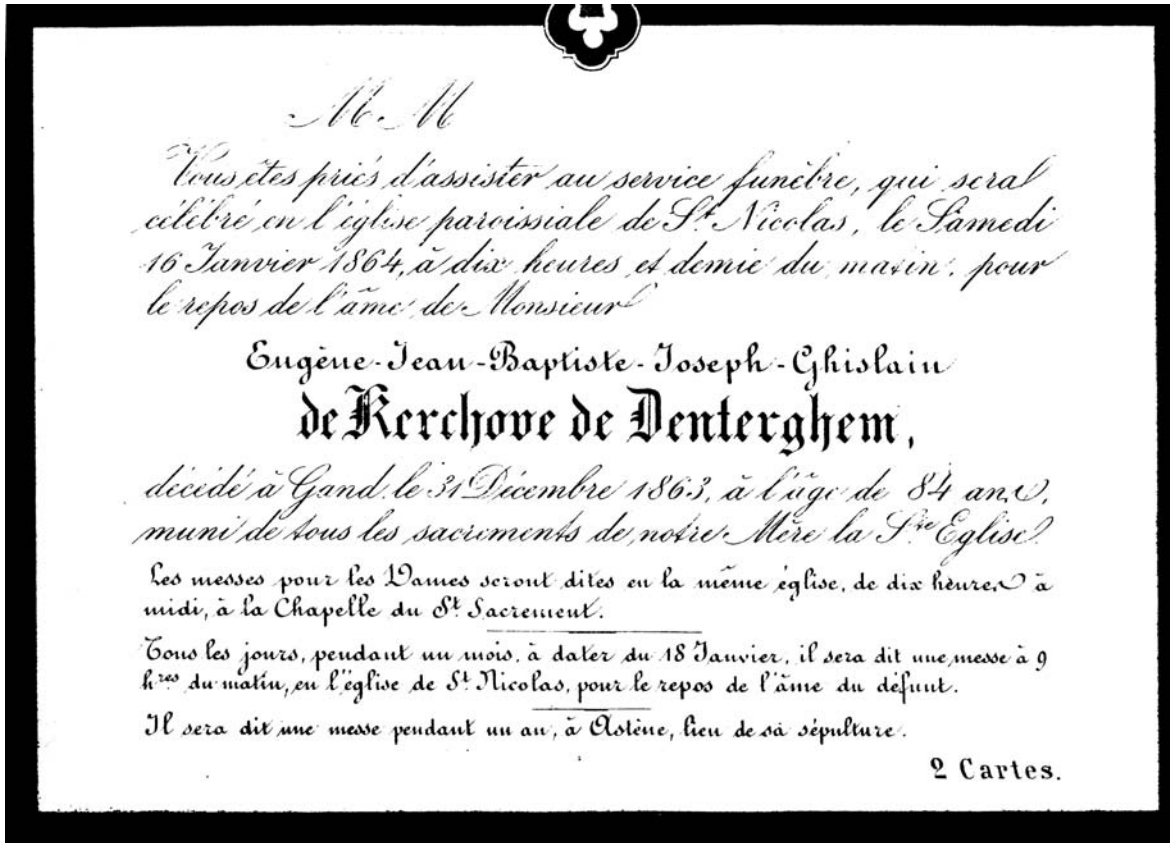 M. M
Vous êtes priés d'assister au service funèbre, qui sera
célébré en l'église paroissiale de St. Nicolas, le Samedi
16 Janvier 1864, à dix heures et demie du matin, pour
le repos de l'âme de Monsieur
Eugène-Jean-Baptiste-Joseph-Ghislain
de Kerchove de Denterghem,
décédé à Gand le 31 Décembre 1863, à l'âge de 84 ans,
muni de tous les sacrements de notre Mère la Ste Eglise.
Les messes pour les Dames seront dites en la même église, de dix heures à
midi, à la Chapelle du St. Sacrement.
Tous les jours, pendant un mois, à dater du 18 Janvier, il sera dit une messe à 9
hres du matin, en l'église de St. Nicolas, pour le repos de l'âme du défunt.
Il sera dit une messe pendant un an, à Astène, lieu de sa sépulture.
2 Cartes.